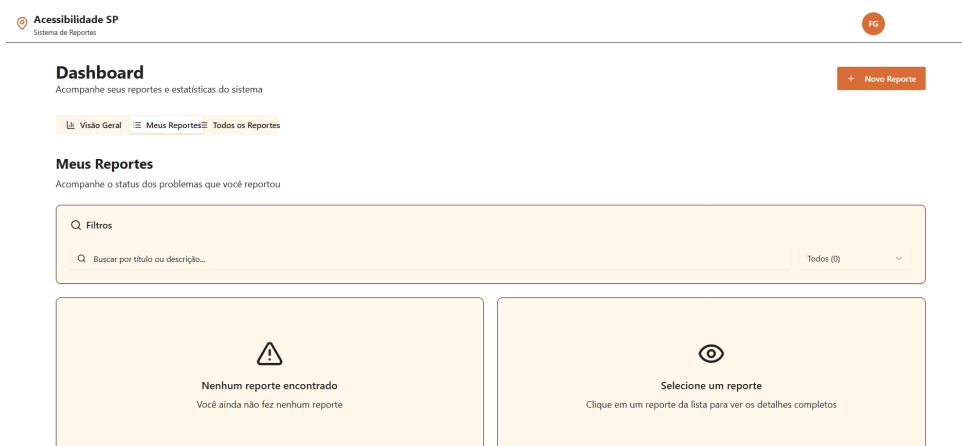 Acessibilidade SP
Sistema de Reportes
FG
Dashboard
Acompanhe seus reportes e estatísticas do sistema
+ Novo Reporte
Visão Geral Meus Reportes Todos os Reportes
Meus Reportes
Acompanhe o status dos problemas que você reportou
Filtros
Buscar por título ou descrição... Todos (0)
Nenhum reporte encontrado
Você ainda não fez nenhum reporte
Selecione um reporte
Clique em um reporte da lista para ver os detalhes completos